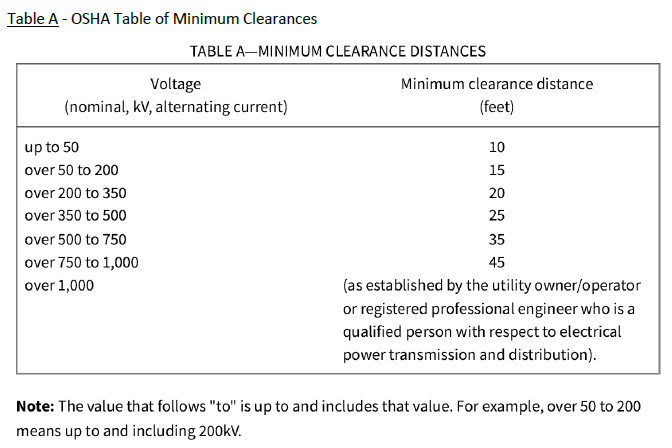 Table A - OSHA Table of Minimum Clearances
TABLE A—MINIMUM CLEARANCE DISTANCES
Voltage
(nominal, kV, alternating current)
Minimum clearance distance
(feet)
up to 50 10
over 50 to 200 15
over 200 to 350 20
over 350 to 500 25
over 500 to 750 35
over 750 to 1,000 45
over 1,000 (as established by the utility owner/operator
or registered professional engineer who is a
qualified person with respect to electrical
power transmission and distribution).
Note: The value that follows "to" is up to and includes that value. For example, over 50 to 200
means up to and including 200kV.